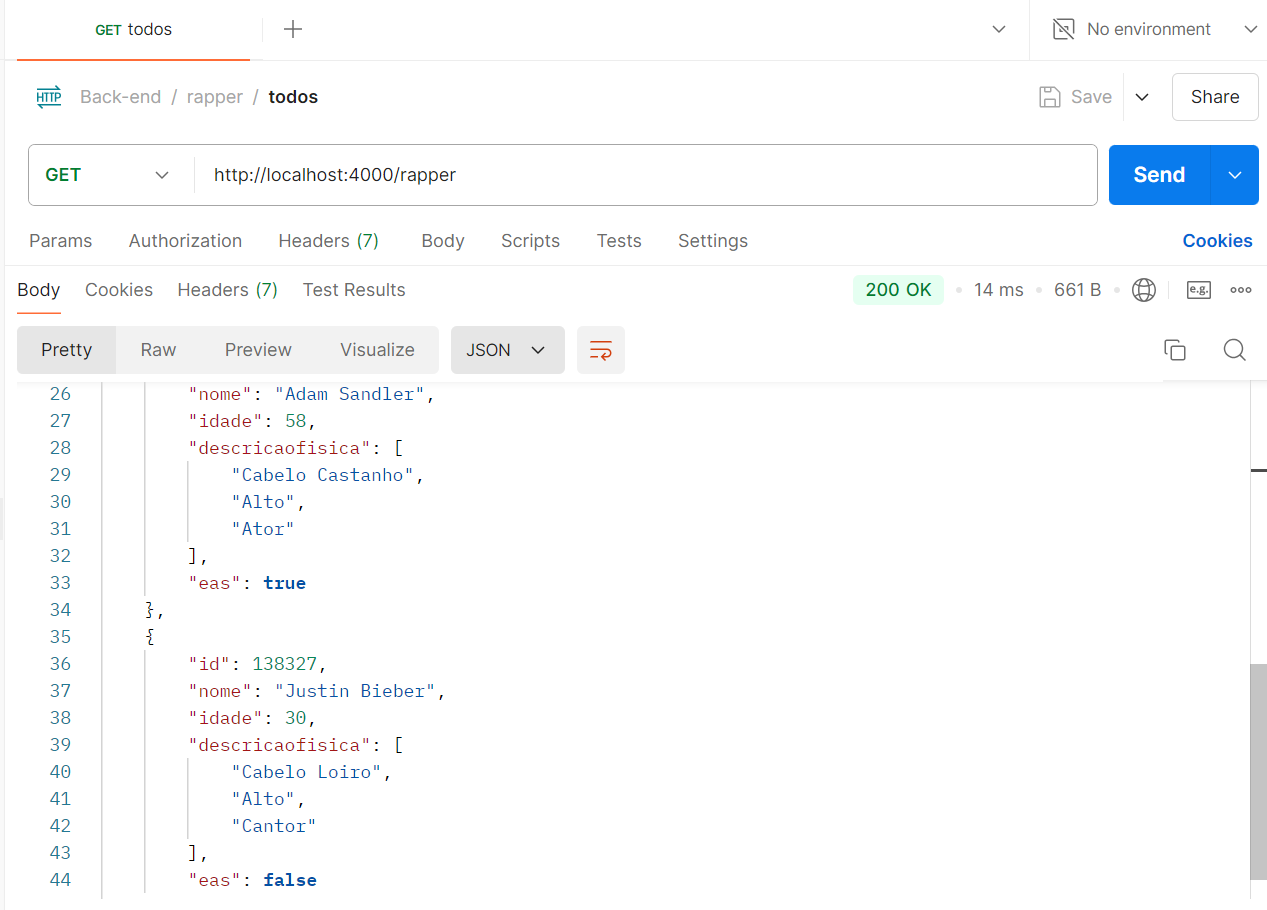 GET todos
No environment
HTTP Back-end / rapper / todos
Save
Share
GET http://localhost:4000/rapper
Send
Params Authorization Headers (7) Body Scripts Tests Settings Cookies
Body Cookies Headers (7) Test Results 200 OK • 14 ms • 661 B • e.g.
Pretty Raw Preview Visualize JSON
26 "nome": "Adam Sandler",
27 "idade": 58,
28 "descricaofisica": [
29 "Cabelo Castanho",
30 "Alto",
31 "Ator"
32 ],
33 "eas": true
34 },
35 {
36 "id": 138327,
37 "nome": "Justin Bieber",
38 "idade": 30,
39 "descricaofisica": [
40 "Cabelo Loiro",
41 "Alto",
42 "Cantor"
43 ],
44 "eas": false